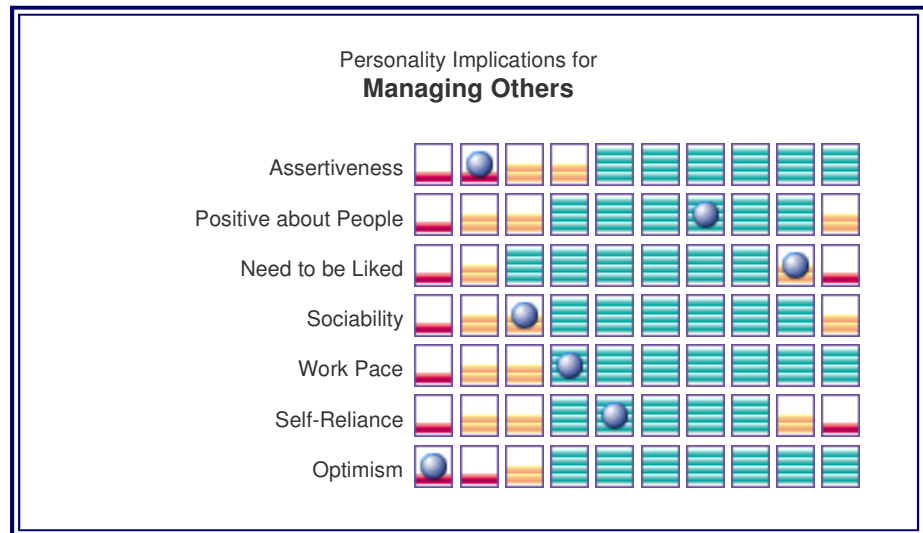 Personality Implications for
Managing Others
Assertiveness
Positive about People
Need to be Liked
Sociability
Work Pace
Self-Reliance
Optimism